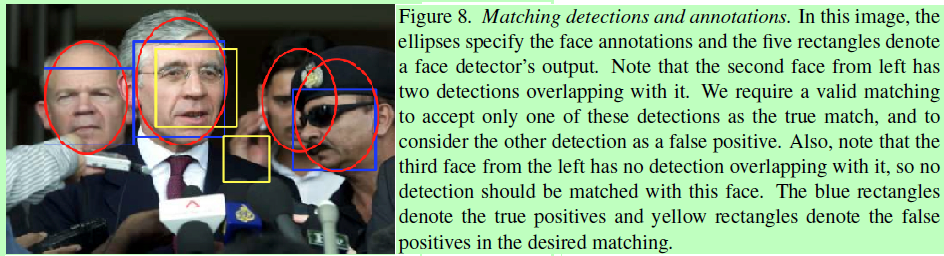 Figure 8. Matching detections and annotations. In this image, the
ellipses specify the face annotations and the five rectangles denote
a face detector's output. Note that the second face from left has
two detections overlapping with it. We require a valid matching
to accept only one of these detections as the true match, and to
consider the other detection as a false positive. Also, note that the
third face from the left has no detection overlapping with it, so no
detection should be matched with this face. The blue rectangles
denote the true positives and yellow rectangles denote the false
positives in the desired matching.